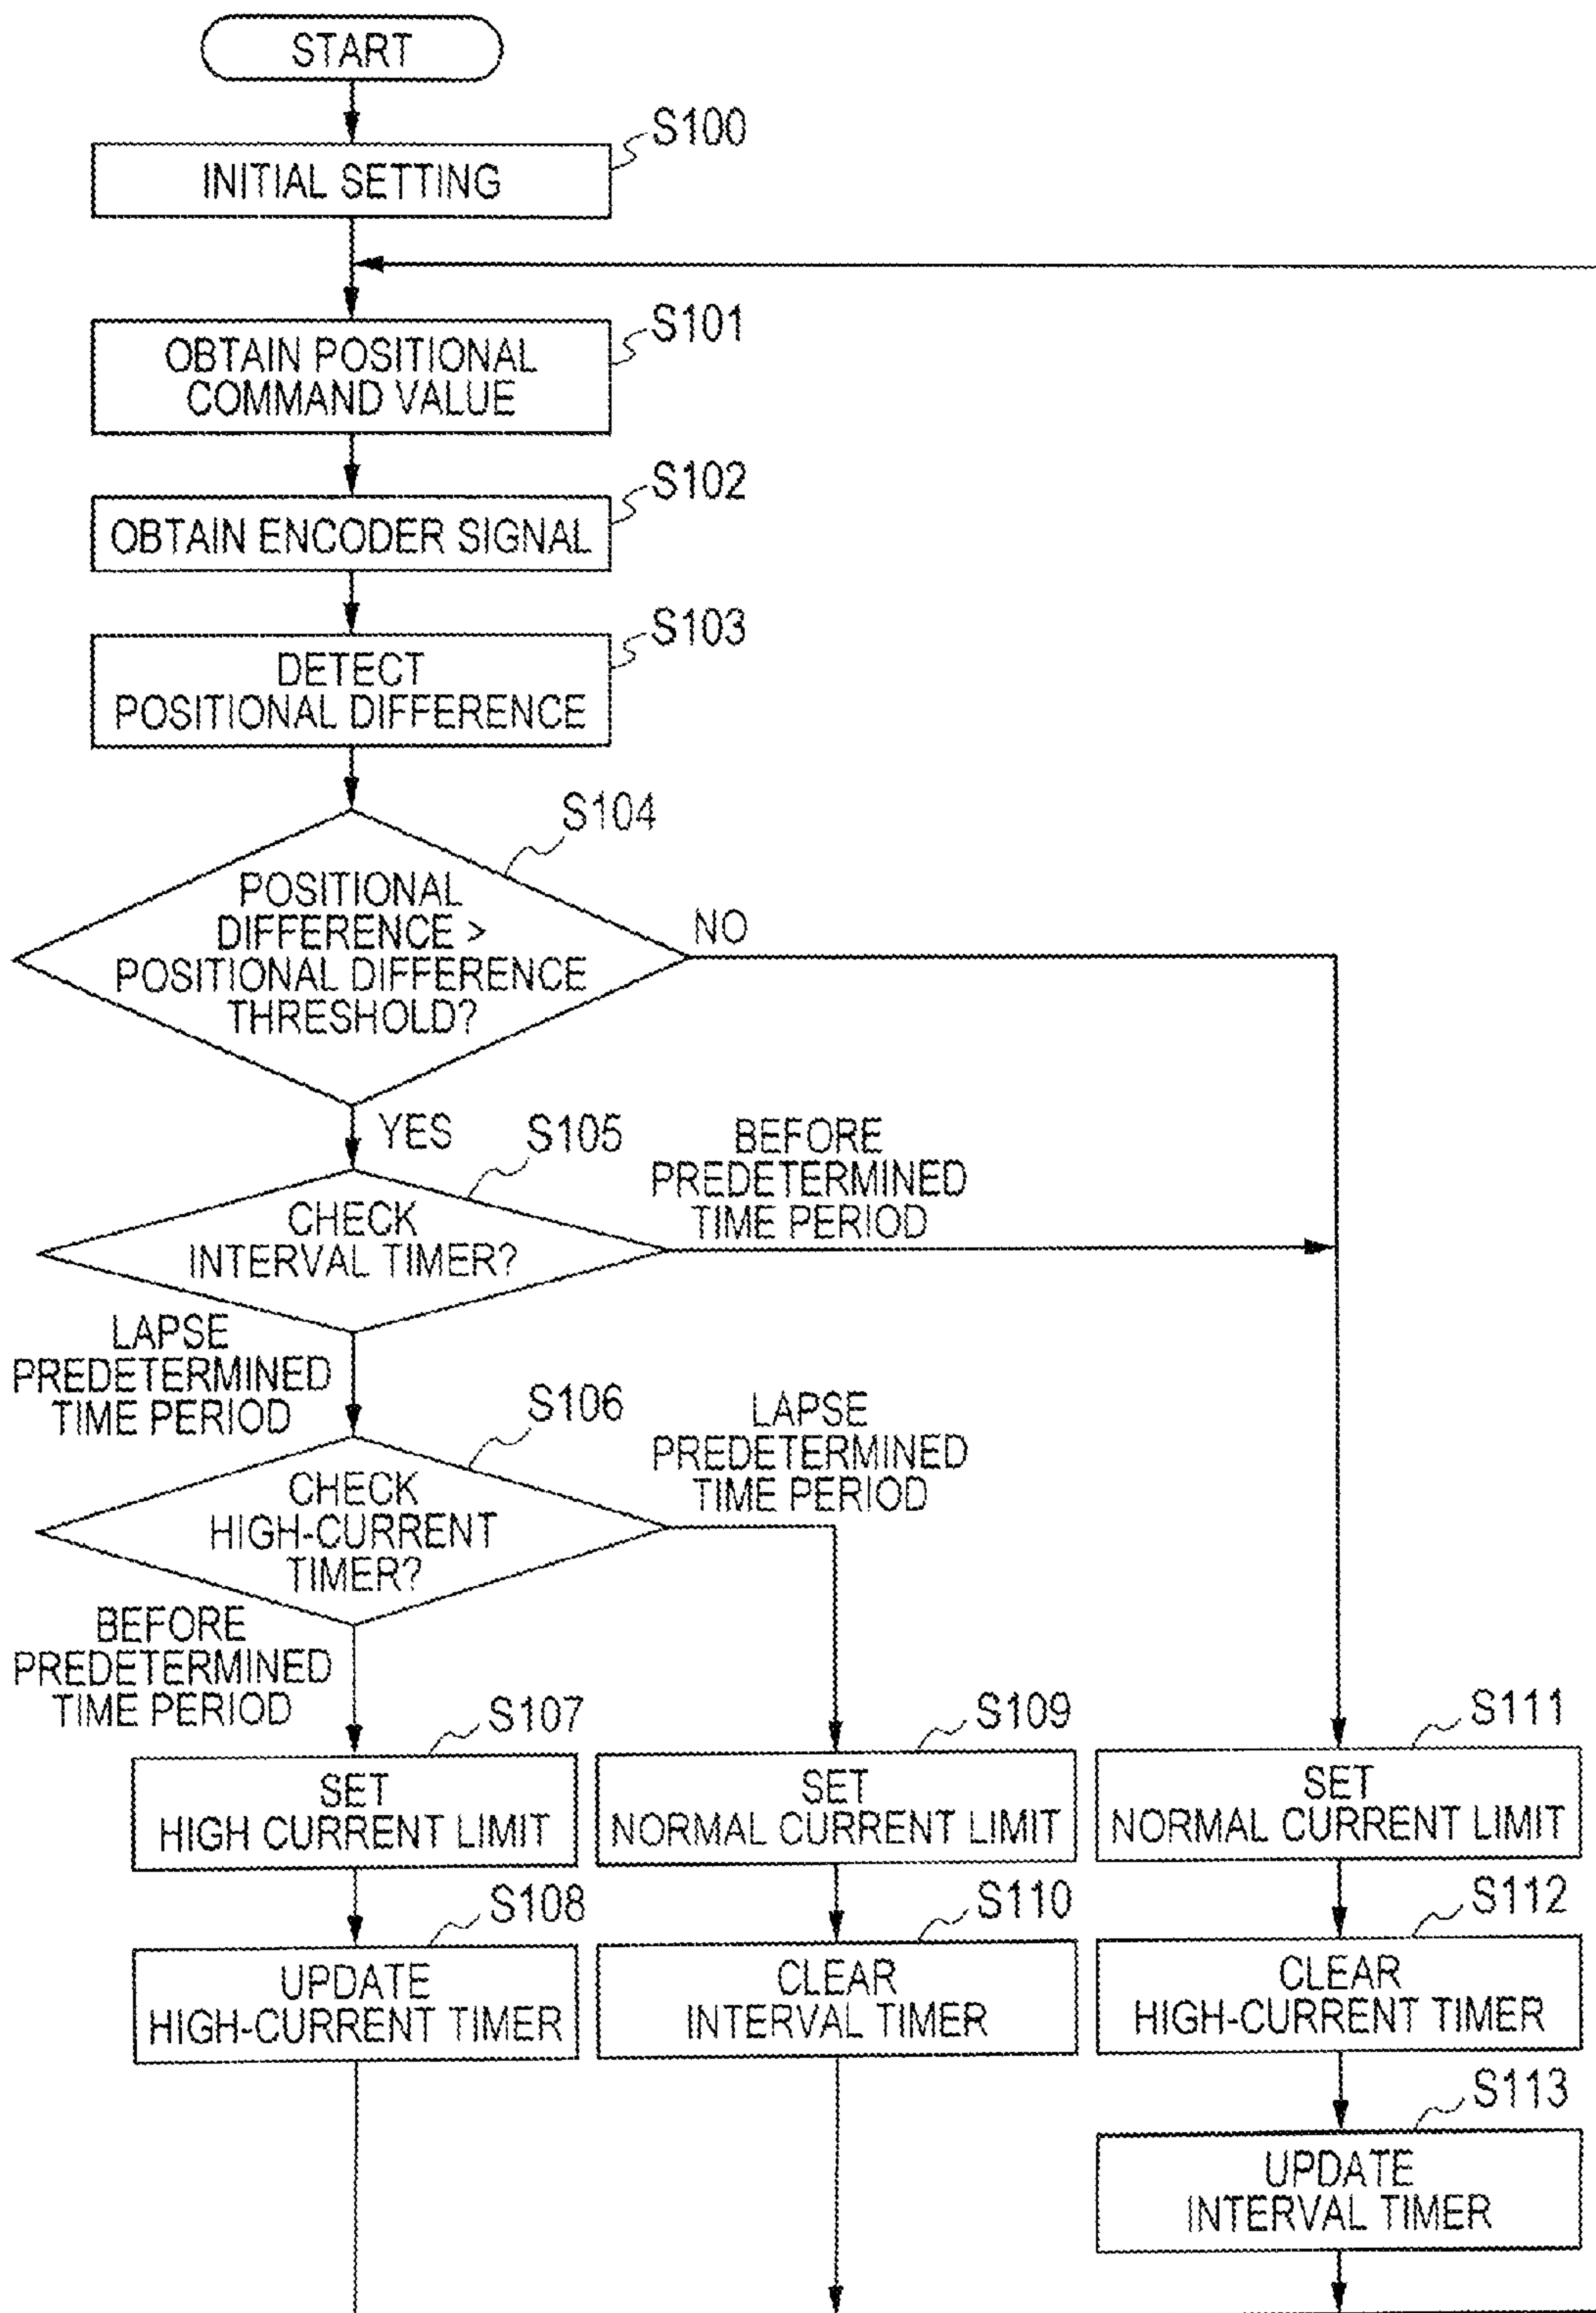 START
S100
INITIAL SETTING
S101
OBTAIN POSITIONAL
COMMAND VALUE
S102
OBTAIN ENCODER SIGNAL
S103
DETECT
POSITIONAL DIFFERENCE
S104
POSITIONAL
DIFFERENCE >
POSITIONAL DIFFERENCE
THRESHOLD?
NO
YES
S105
CHECK
INTERVAL TIMER?
BEFORE
PREDETERMINED
TIME PERIOD
LAPSE
PREDETERMINED
TIME PERIOD
S106
CHECK
HIGH-CURRENT
TIMER?
LAPSE
PREDETERMINED
TIME PERIOD
BEFORE
PREDETERMINED
TIME PERIOD
S107
SET
HIGH CURRENT LIMIT
S109
SET
NORMAL CURRENT LIMIT
S111
SET
NORMAL CURRENT LIMIT
S108
UPDATE
HIGH-CURRENT TIMER
S110
CLEAR
INTERVAL TIMER
S112
CLEAR
HIGH-CURRENT TIMER
S113
UPDATE
INTERVAL TIMER